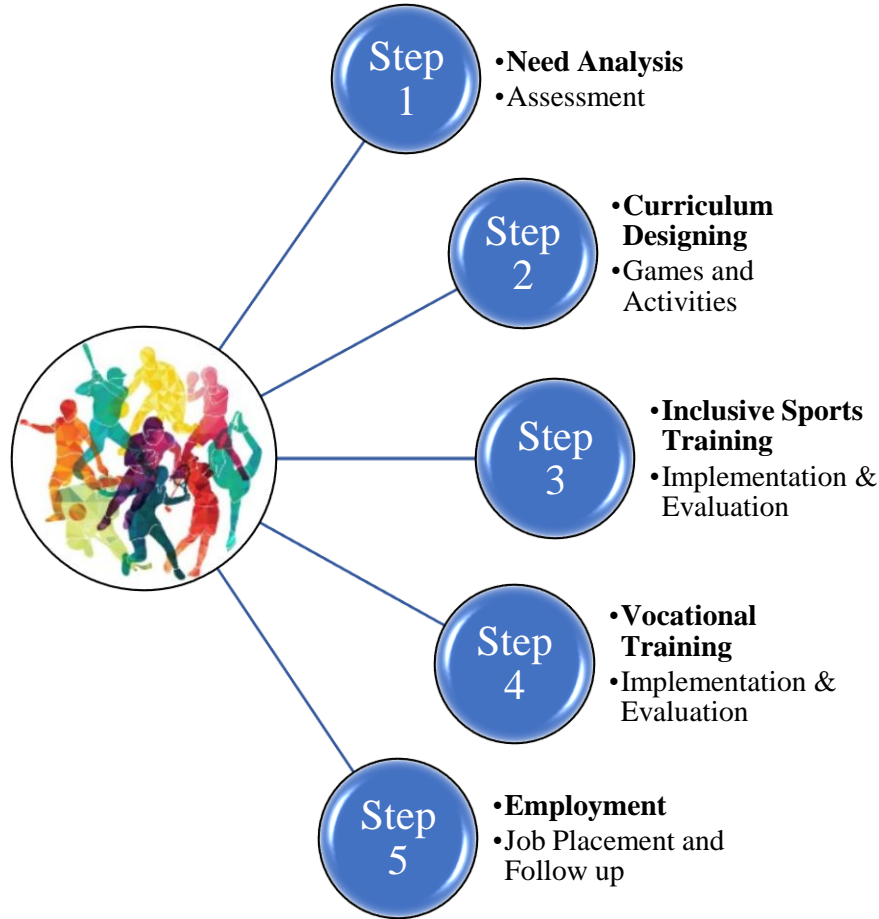 Step
1
•Need Analysis
•Assessment
Step
2
•Curriculum
Designing
•Games and
Activities
Step
3
•Inclusive Sports
Training
•Implementation &
Evaluation
Step
4
•Vocational
Training
•Implementation &
Evaluation
Step
5
•Employment
•Job Placement and
Follow up